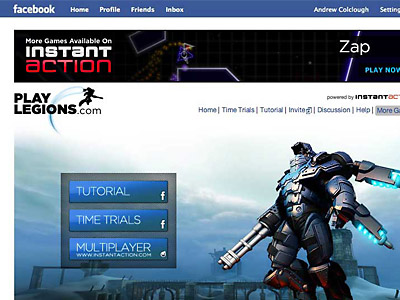 facebook Home Profile Friends Inbox Andrew Colclough Setting
More Games Available On
INSTANT
ACTION
Zap
PLAY NOW
PLAY
LEGIONS.com
powered by INSTANTAC
Home | Time Trials | Tutorial | Invite | Discussion | Help | More Ga
TUTORIAL
TIME TRIALS
MULTIPLAYER
WWW.INSTANTACTION.COM